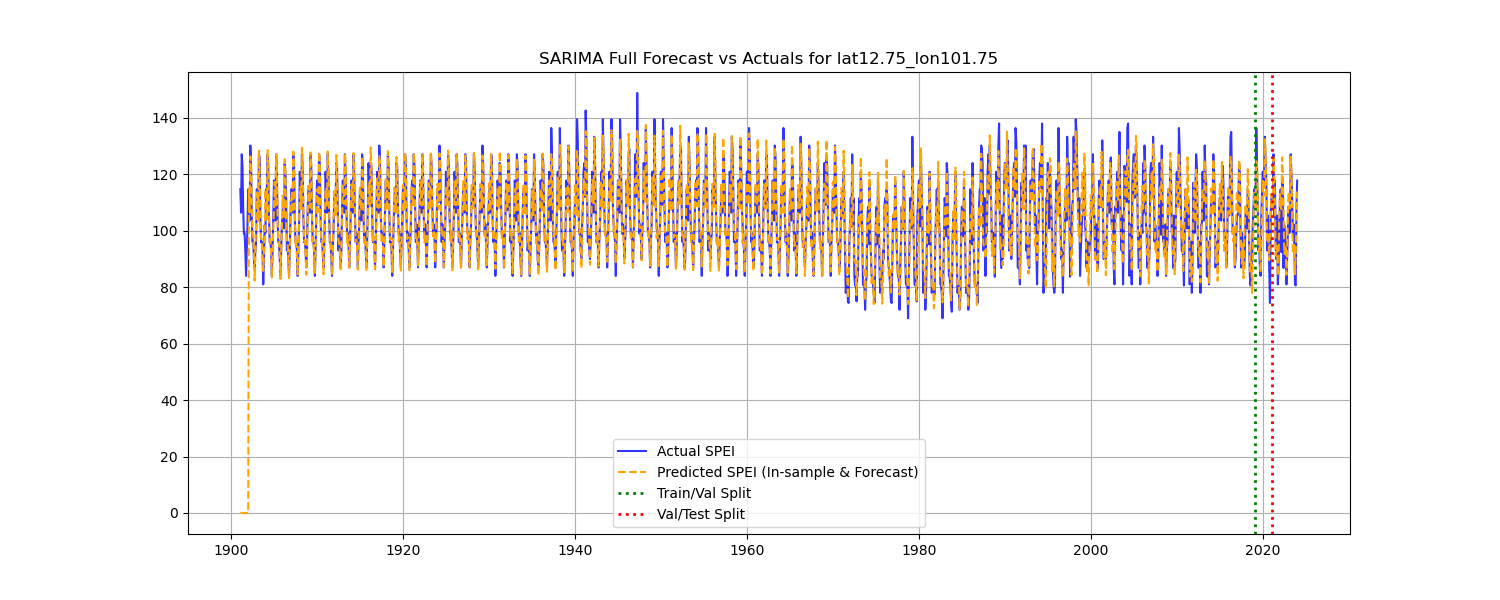 SARIMA Full Forecast vs Actuals for lat12.75_lon101.75
140
120
100
80
60
40
20
0
Actual SPEI
Predicted SPEI (In-sample & Forecast)
Train/Val Split
Val/Test Split
1900 1920 1940 1960 1980 2000 2020